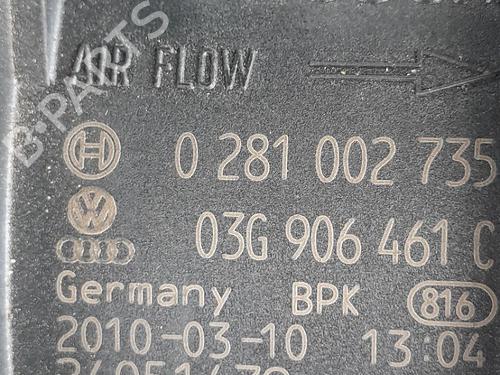 AIR FLOW
B-PARTS
0 281 002 735
03G 906 461 C
Germany BPK 816
2010-03-10 13:04